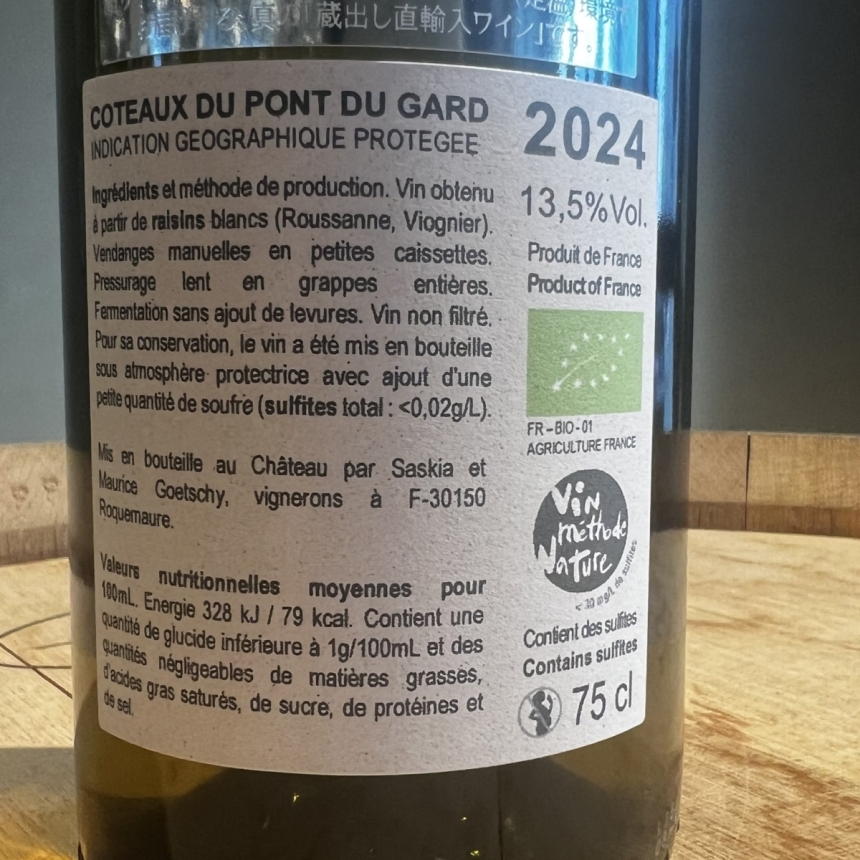 蔵出し直輸入ワイン」です。
COTEAUX DU PONT DU GARD
INDICATION GEOGRAPHIQUE PROTEGEE
Ingrédients et méthode de production. Vin obtenu
à partir de raisins blancs (Roussanne, Viognier).
Vendanges manuelles en petites caissettes.
Pressurage lent en grappes entières.
Fermentation sans ajout de levures. Vin non filtré.
Pour sa conservation, le vin a été mis en bouteille
sous atmosphère protectrice avec ajout d'une
petite quantité de soufre (sulfites total : <0,02g/L).
Mis en bouteille au Château par Saskia et
Maurice Goetschy, vignerons à F-30150
Roquemaure.
Valeurs nutritionnelles moyennes pour
100mL. Energie 328 kJ / 79 kcal. Contient une
quantité de glucide inférieure à 1g/100mL et des
quantités négligeables de matières grasses,
d'acides gras saturés, de sucre, de protéines et
de sel.
2024
13,5%Vol.
Produit de France
Product of France
FR-BIO-01
AGRICULTURE FRANCE
Vin
méthode
Nature
< 30 mg/L de sulfites
Contient des sulfites
Contains sulfites
75 cl